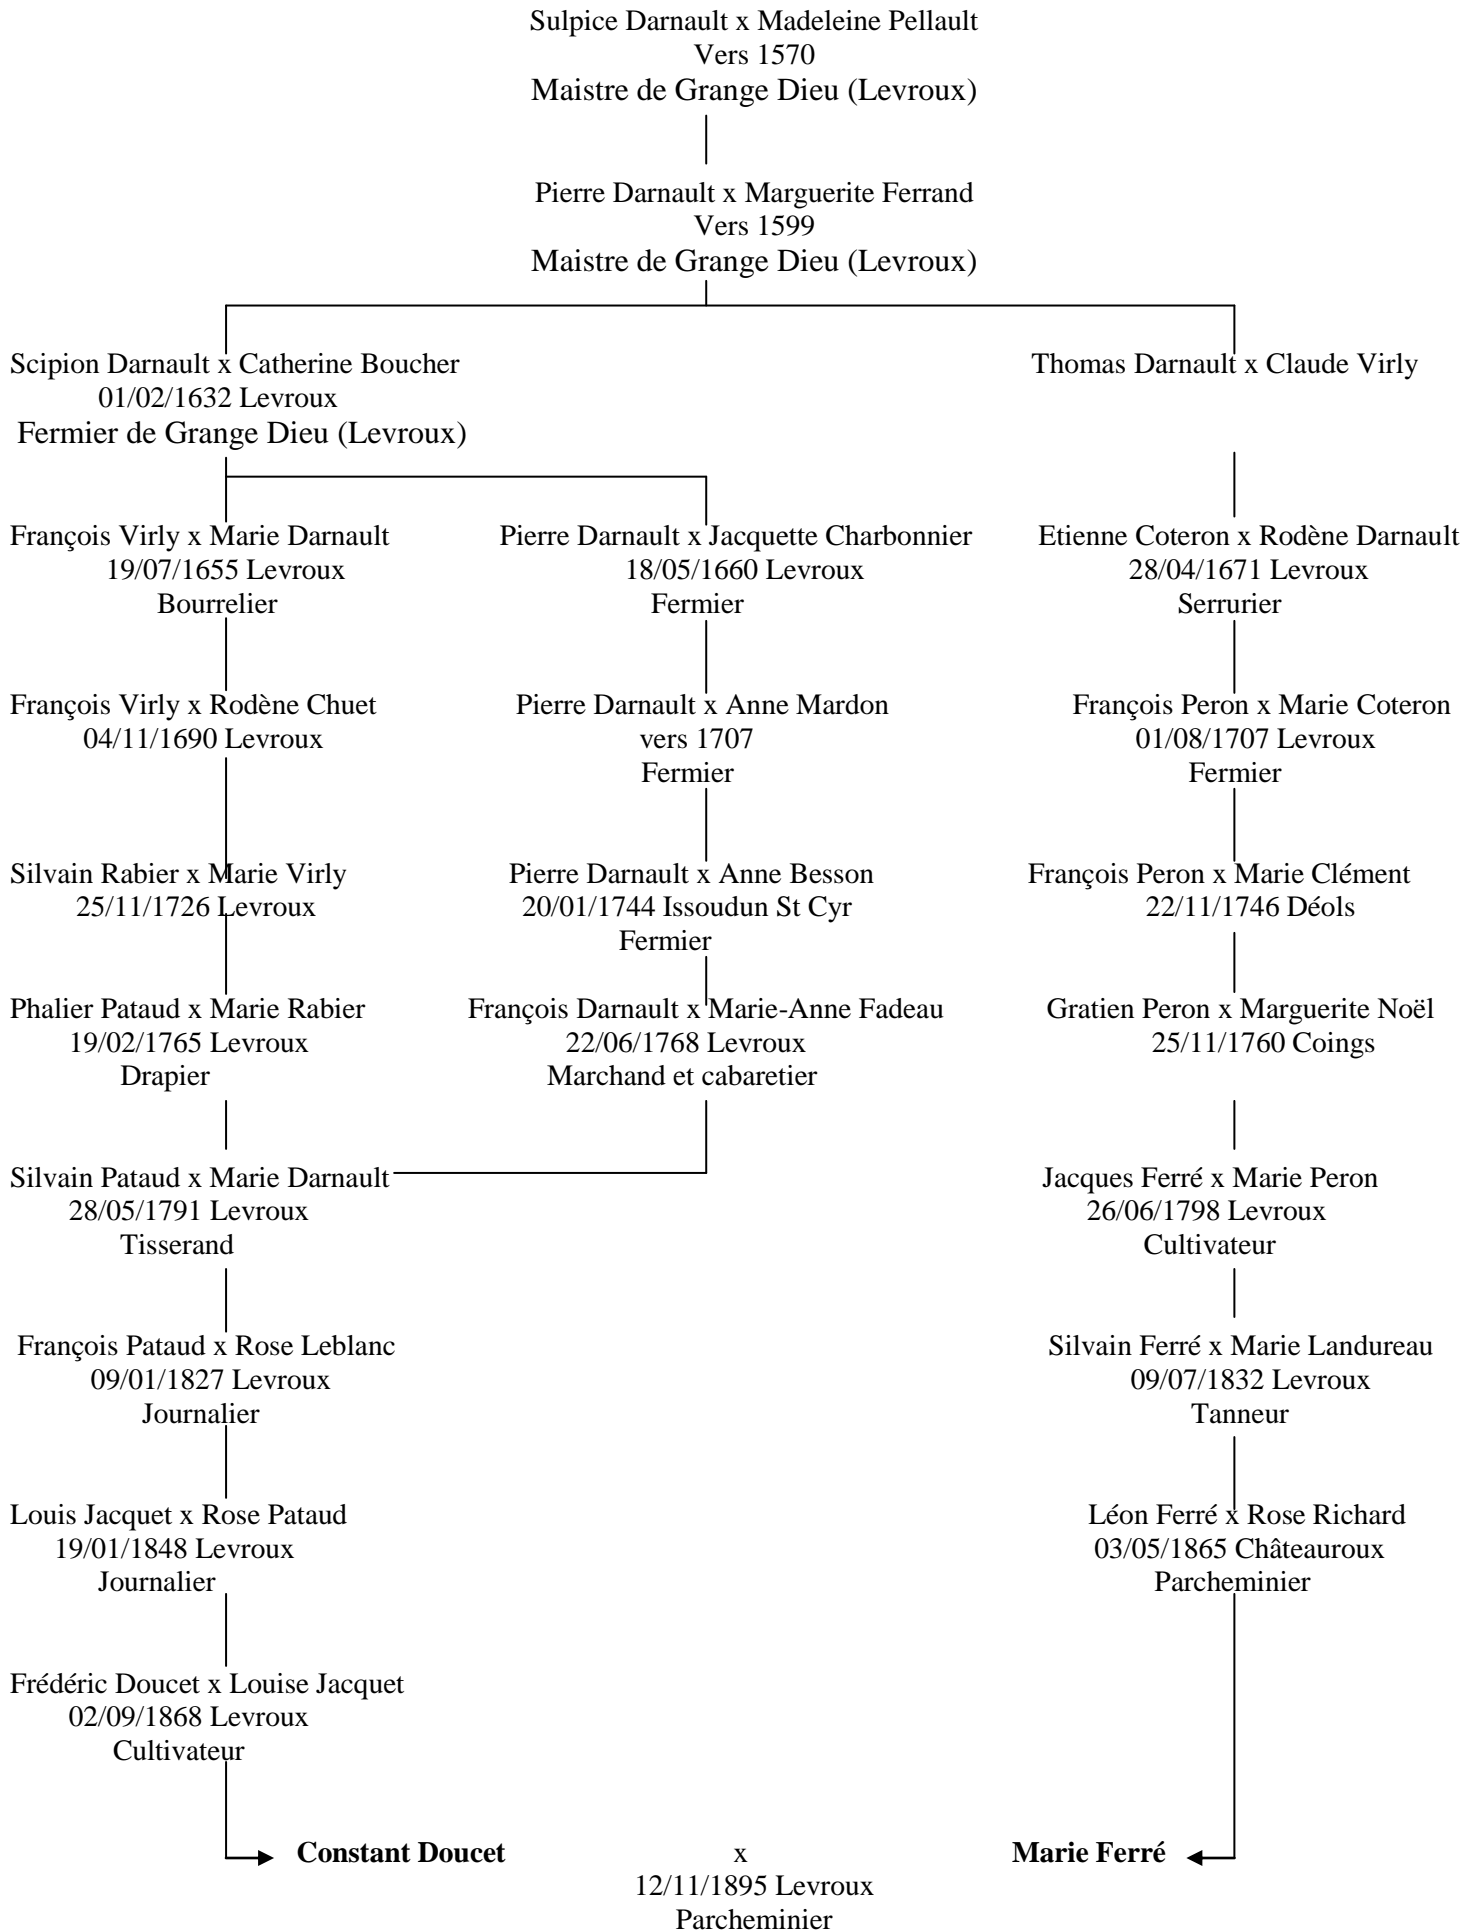 Sulpice Darnault x Madeleine Pellault
Vers 1570
Maistre de Grange Dieu (Levroux)
Pierre Darnault x Marguerite Ferrand
Vers 1599
Maistre de Grange Dieu (Levroux)
Scipion Darnault x Catherine Boucher
01/02/1632 Levroux
Fermier de Grange Dieu (Levroux)
Thomas Darnault x Claude Virly
François Virly x Marie Darnault
19/07/1655 Levroux
Bourrelier
Pierre Darnault x Jacquette Charbonnier
18/05/1660 Levroux
Fermier
Etienne Coteron x Rodène Darnault
28/04/1671 Levroux
Serrurier
François Virly x Rodène Chuet
04/11/1690 Levroux
Pierre Darnault x Anne Mardon
vers 1707
Fermier
François Peron x Marie Coteron
01/08/1707 Levroux
Fermier
Silvain Rabier x Marie Virly
25/11/1726 Levroux
Pierre Darnault x Anne Besson
20/01/1744 Issoudun St Cyr
Fermier
François Peron x Marie Clément
22/11/1746 Déols
Phalier Pataud x Marie Rabier
19/02/1765 Levroux
Drapier
François Darnault x Marie-Anne Fadeau
22/06/1768 Levroux
Marchand et cabaretier
Gratien Peron x Marguerite Noël
25/11/1760 Coings
Silvain Pataud x Marie Darnault
28/05/1791 Levroux
Tisserand
Jacques Ferré x Marie Peron
26/06/1798 Levroux
Cultivateur
François Pataud x Rose Leblanc
09/01/1827 Levroux
Journalier
Silvain Ferré x Marie Landureau
09/07/1832 Levroux
Tanneur
Louis Jacquet x Rose Pataud
19/01/1848 Levroux
Journalier
Léon Ferré x Rose Richard
03/05/1865 Châteauroux
Parcheminier
Frédéric Doucet x Louise Jacquet
02/09/1868 Levroux
Cultivateur
Constant Doucet x Marie Ferré
12/11/1895 Levroux
Parcheminier